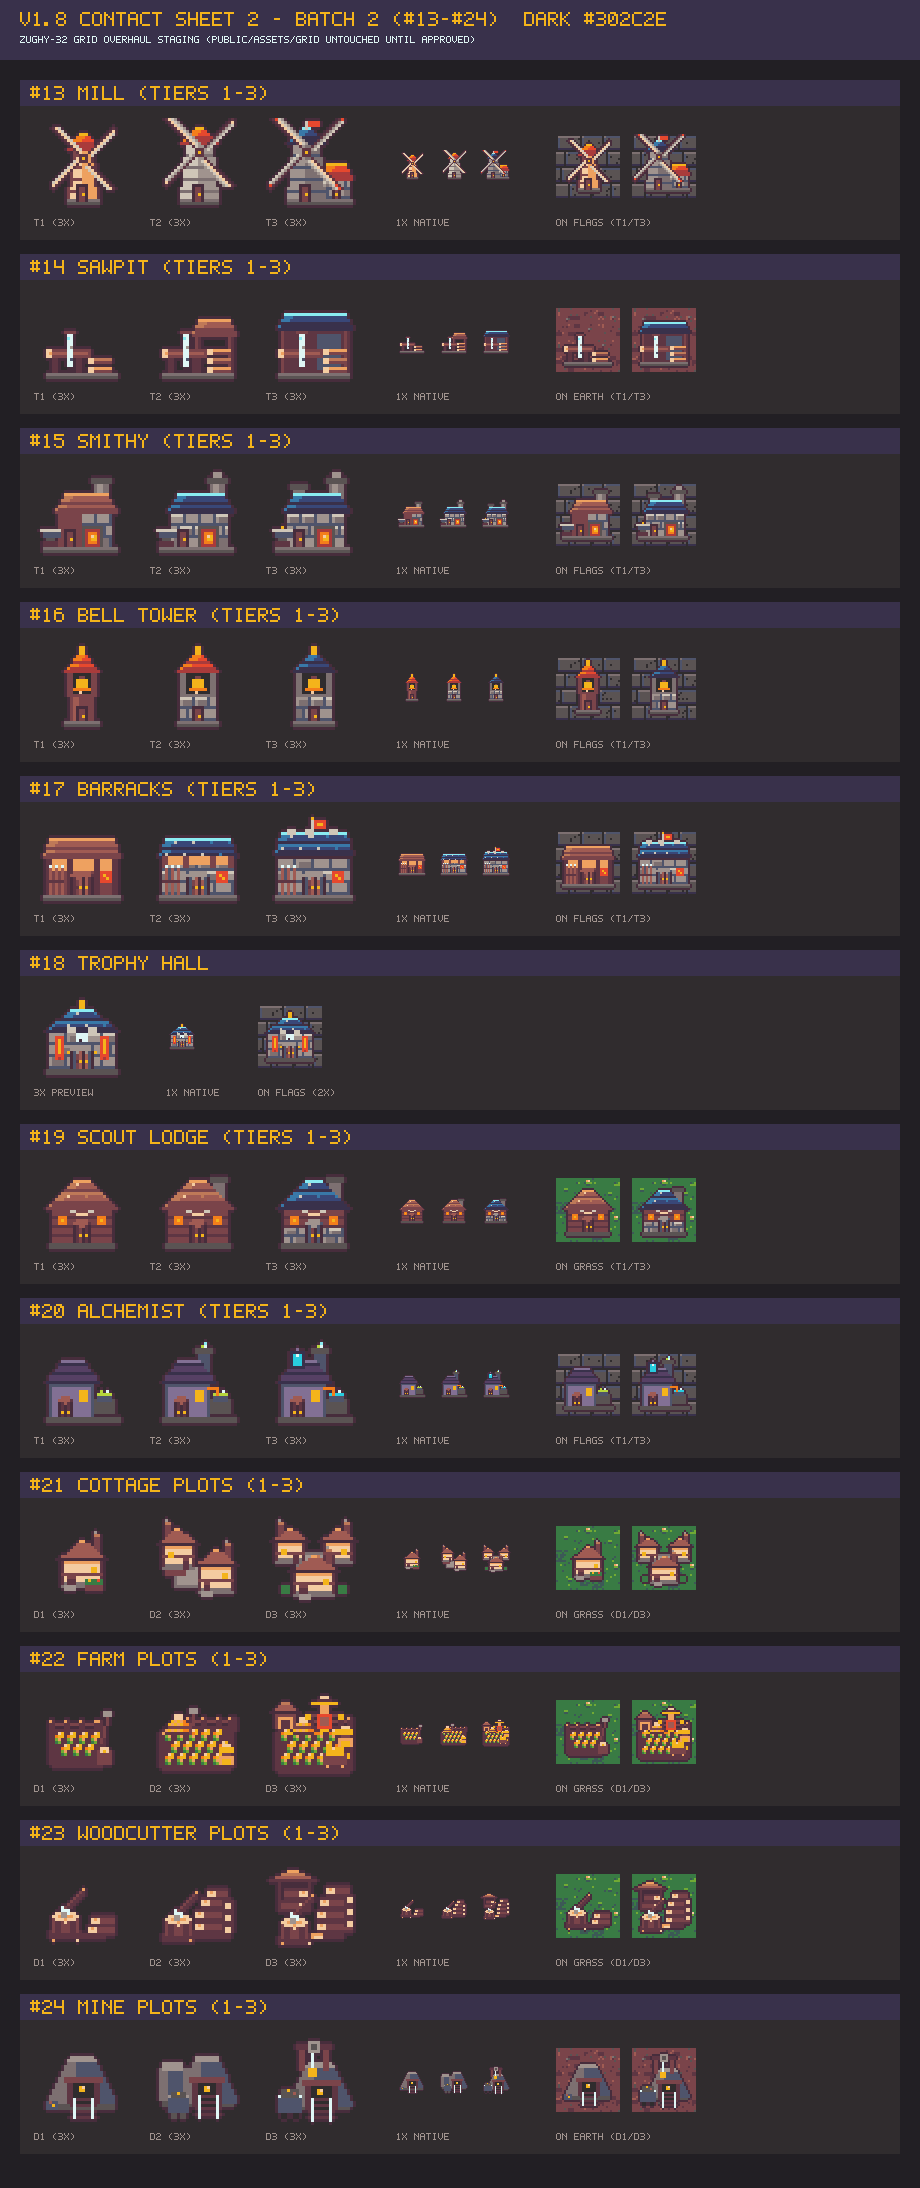 V1.8 CONTACT SHEET 2 - BATCH 2 (#13-#24)  DARK #302C2E
ZUGHY-32 GRID OVERHAUL STAGING (PUBLIC/ASSETS/GRID UNTOUCHED UNTIL APPROVED)
#13 MILL (TIERS 1-3)
T1 (3X)  T2 (3X)  T3 (3X)  1X NATIVE  ON FLAGS (T1/T3)
#14 SAWPIT (TIERS 1-3)
T1 (3X)  T2 (3X)  T3 (3X)  1X NATIVE  ON EARTH (T1/T3)
#15 SMITHY (TIERS 1-3)
T1 (3X)  T2 (3X)  T3 (3X)  1X NATIVE  ON FLAGS (T1/T3)
#16 BELL TOWER (TIERS 1-3)
T1 (3X)  T2 (3X)  T3 (3X)  1X NATIVE  ON FLAGS (T1/T3)
#17 BARRACKS (TIERS 1-3)
T1 (3X)  T2 (3X)  T3 (3X)  1X NATIVE  ON FLAGS (T1/T3)
#18 TROPHY HALL
3X PREVIEW  1X NATIVE  ON FLAGS (2X)
#19 SCOUT LODGE (TIERS 1-3)
T1 (3X)  T2 (3X)  T3 (3X)  1X NATIVE  ON GRASS (T1/T3)
#20 ALCHEMIST (TIERS 1-3)
T1 (3X)  T2 (3X)  T3 (3X)  1X NATIVE  ON FLAGS (T1/T3)
#21 COTTAGE PLOTS (1-3)
D1 (3X)  D2 (3X)  D3 (3X)  1X NATIVE  ON GRASS (D1/D3)
#22 FARM PLOTS (1-3)
D1 (3X)  D2 (3X)  D3 (3X)  1X NATIVE  ON GRASS (D1/D3)
#23 WOODCUTTER PLOTS (1-3)
D1 (3X)  D2 (3X)  D3 (3X)  1X NATIVE  ON GRASS (D1/D3)
#24 MINE PLOTS (1-3)
D1 (3X)  D2 (3X)  D3 (3X)  1X NATIVE  ON EARTH (D1/D3)